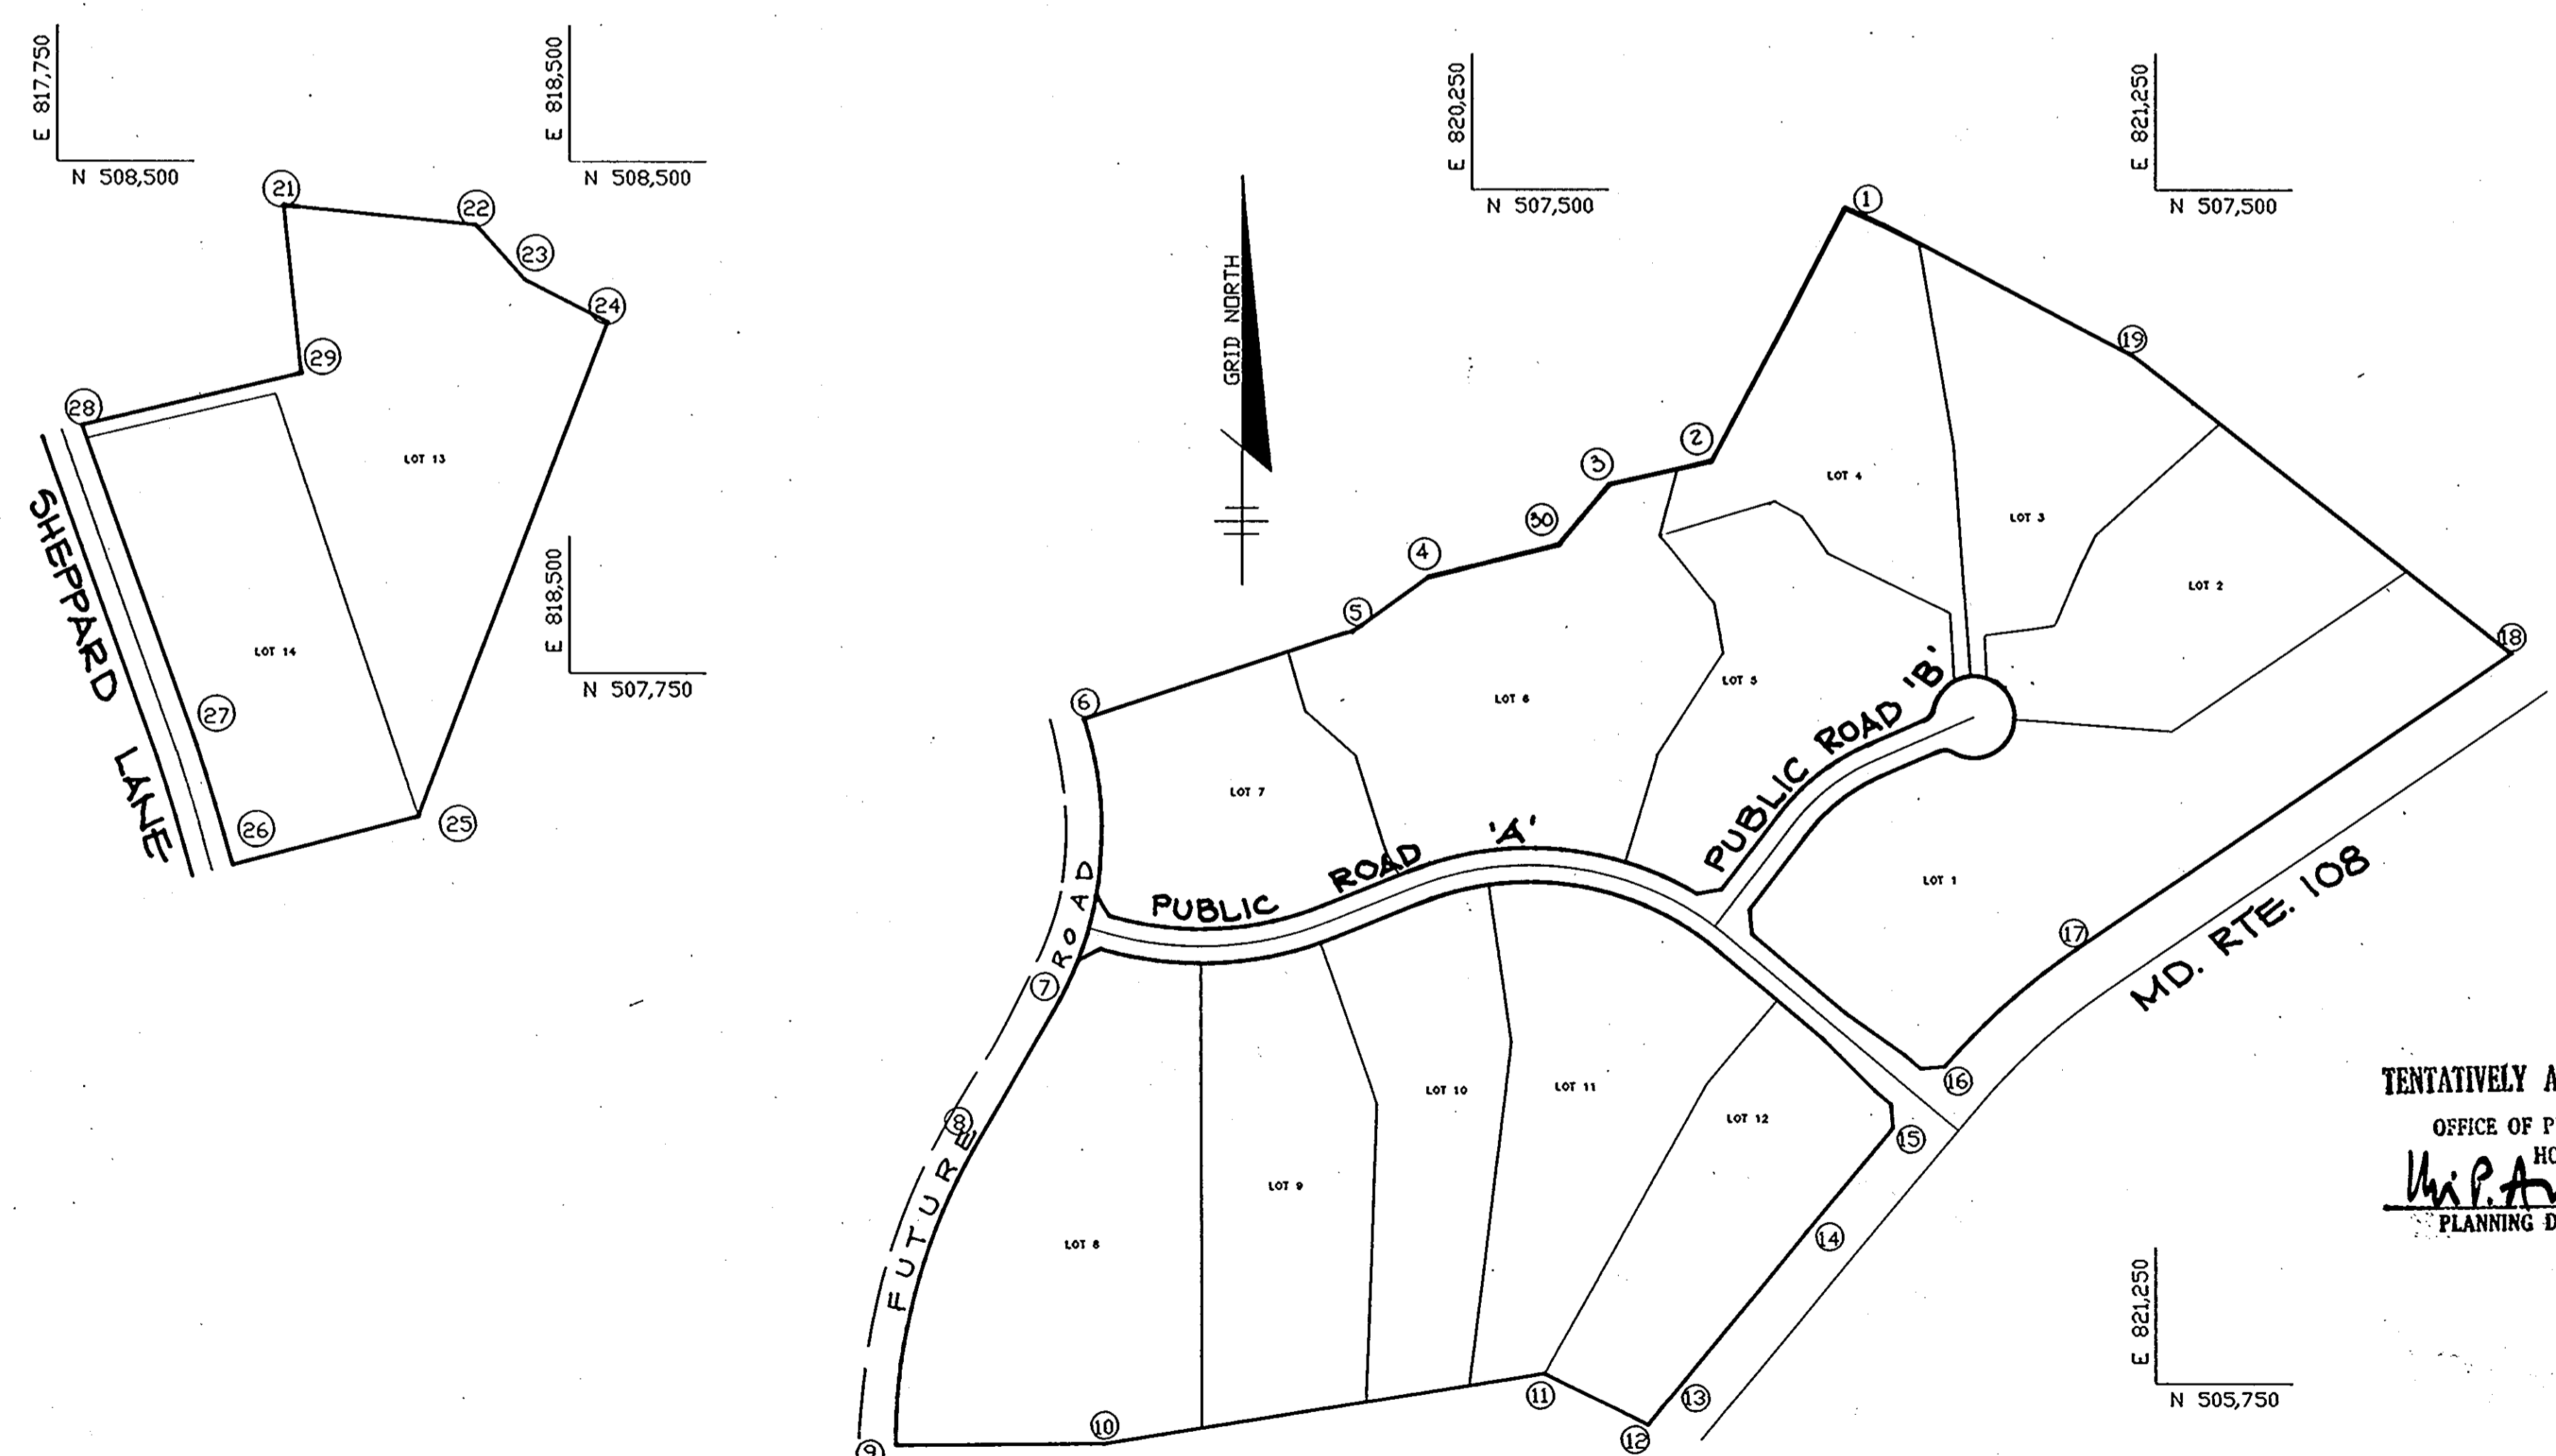 E 817,750
N 508,500
E 818,500
N 508,500
E 820,250
N 507,500
E 821,250
N 507,500
21
22
23
24
29
28
27
26
25
LOT 13
LOT 14
SHEPPARD LANE
E 818,500
N 507,750
GRID NORTH
1
19
2
3
30
4
5
6
18
LOT 4
LOT 3
LOT 2
LOT 5
LOT 6
LOT 7
LOT 1
PUBLIC ROAD 'B'
PUBLIC ROAD 'A'
MD. RTE. 108
17
16
7
8
FUTURE ROAD
LOT 8
LOT 9
LOT 10
LOT 11
LOT 12
15
14
13
12
11
10
9
TENTATIVELY A
OFFICE OF P
HO
PLANNING D
E 821,250
N 505,750